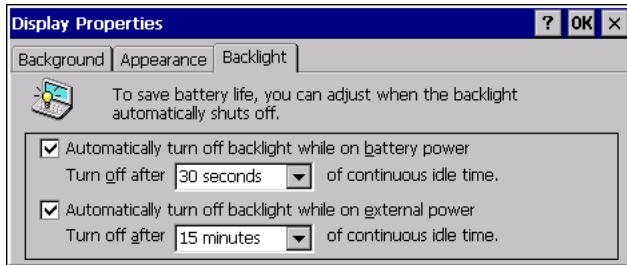 Display Properties ? OK ×
Background Appearance Backlight
To save battery life, you can adjust when the backlight
automatically shuts off.
Automatically turn off backlight while on battery power
Turn off after 30 seconds of continuous idle time.
Automatically turn off backlight while on external power
Turn off after 15 minutes of continuous idle time.